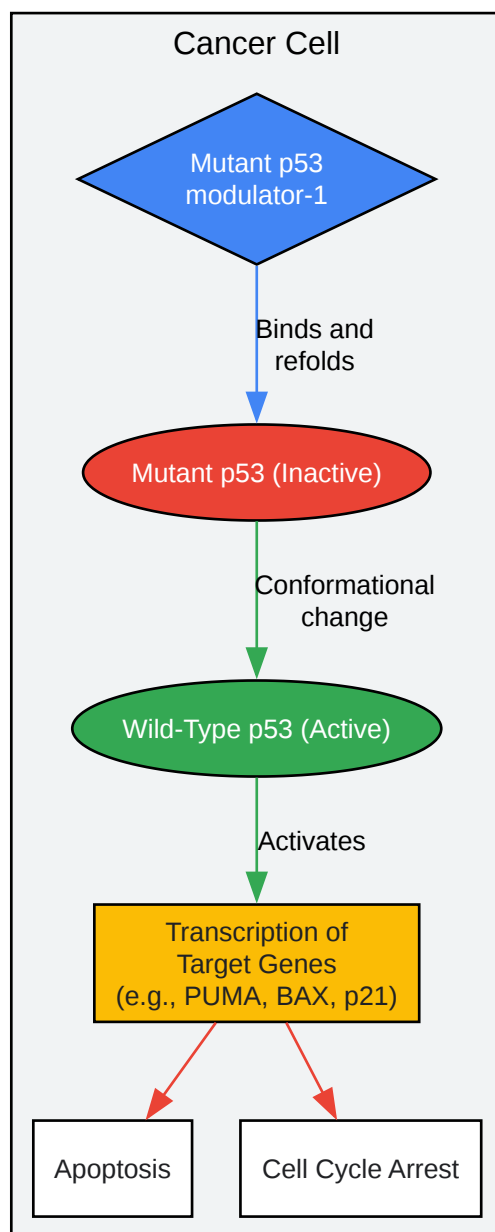 Cancer Cell
Mutant p53
modulator-1
Binds and
refolds
Mutant p53 (Inactive)
Conformational
change
Wild-Type p53 (Active)
Activates
Transcription of
Target Genes
(e.g., PUMA, BAX, p21)
Apoptosis
Cell Cycle Arrest